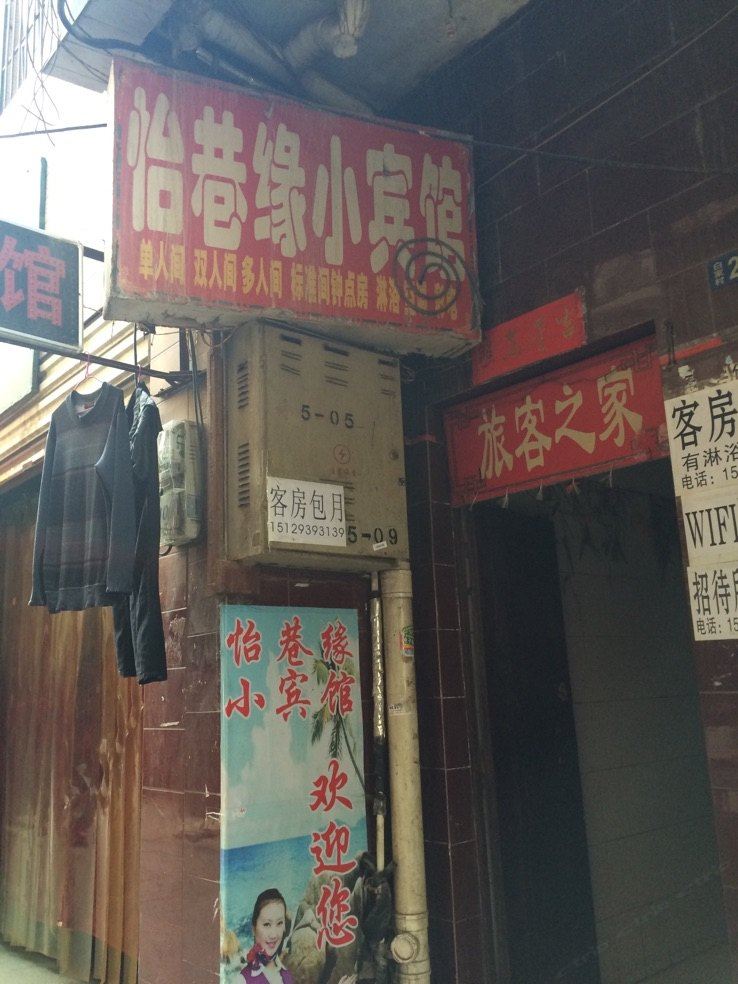 怡巷缘小宾馆
单人间 双人间 多人间 标准间钟点房 淋浴
馆
5-05
客房包月
15129393139
5-09
旅客之家
客房
有淋浴
电话：15
WIFI
招待
电话：15
怡巷缘
小宾馆
欢迎您